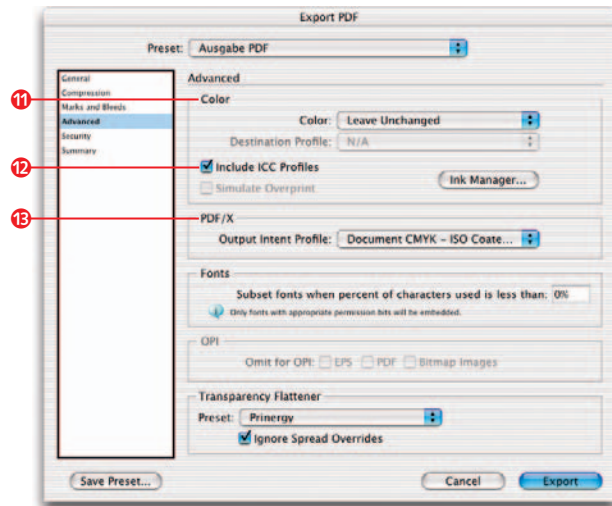 Export PDF
Preset: Ausgabe PDF
General
Compression
Marks and Bleeds
Advanced
Security
Summary
Advanced
11 Color
Color: Leave Unchanged
Destination Profile: N/A
12 Include ICC Profiles
Simulate Overprint
Ink Manager...
13 PDF/X
Output Intent Profile: Document CMYK - ISO Coate...
Fonts
Subset fonts when percent of characters used is less than: 0%
Only fonts with appropriate permission bits will be embedded.
OPI
Omit for OPI: EPS PDF Bitmap Images
Transparency Flattener
Preset: Prinergy
Ignore Spread Overrides
Save Preset... Cancel Export